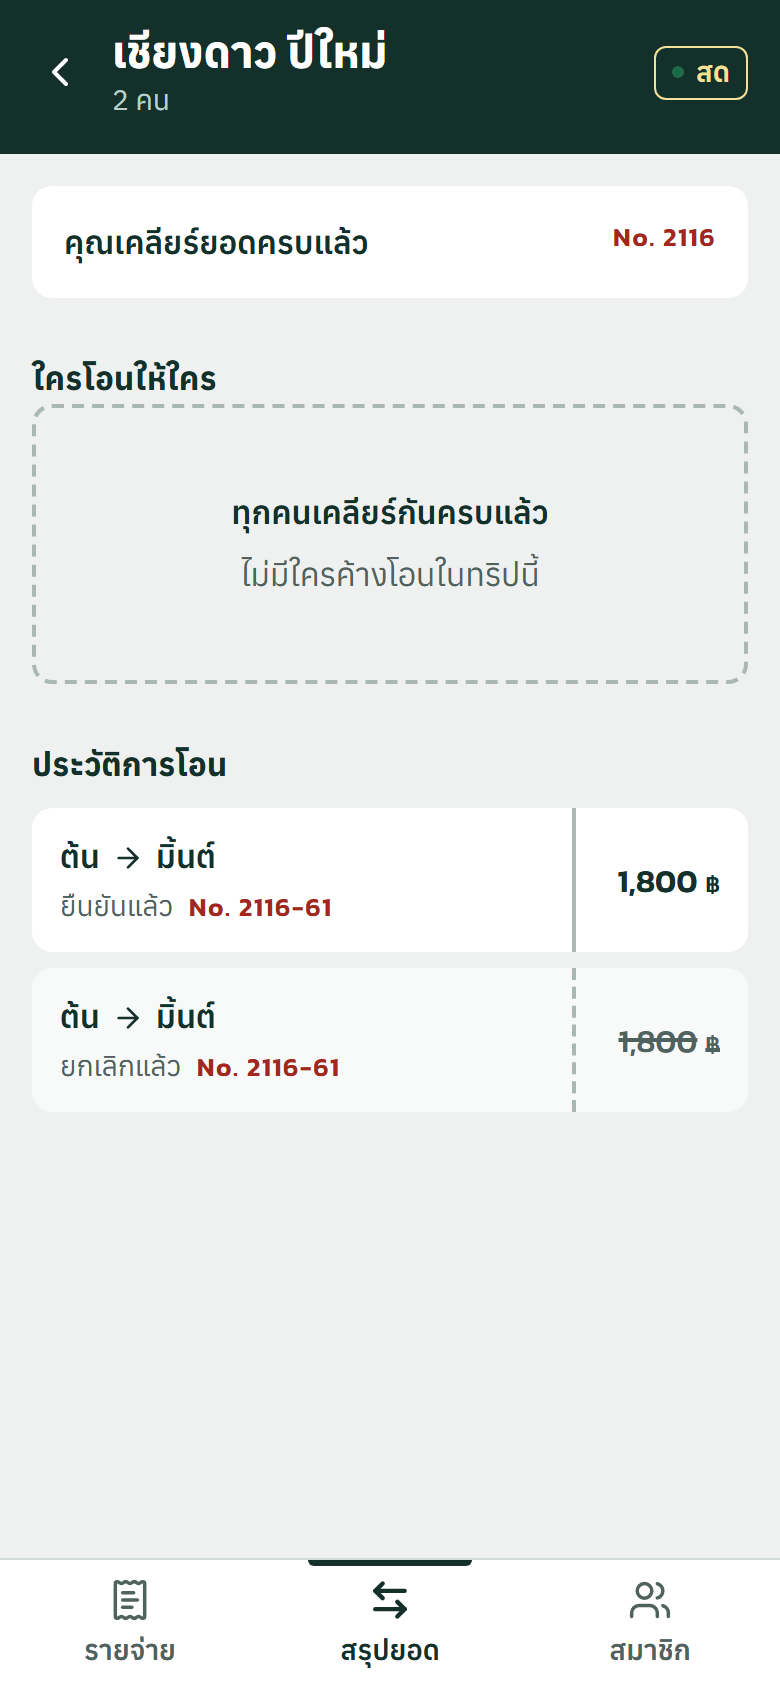 เชียงดาว ปีใหม่
2 คน
สด
คุณเคลียร์ยอดครบแล้ว
No. 2116
ใครโอนให้ใคร
ทุกคนเคลียร์กันครบแล้ว
ไม่มีใครค้างโอนในทริปนี้
ประวัติการโอน
ต้น → มิ้นต์
ยืนยันแล้ว No. 2116-61
1,800 ฿
ต้น → มิ้นต์
ยกเลิกแล้ว No. 2116-61
1,800 ฿
รายจ่าย
สรุปยอด
สมาชิก